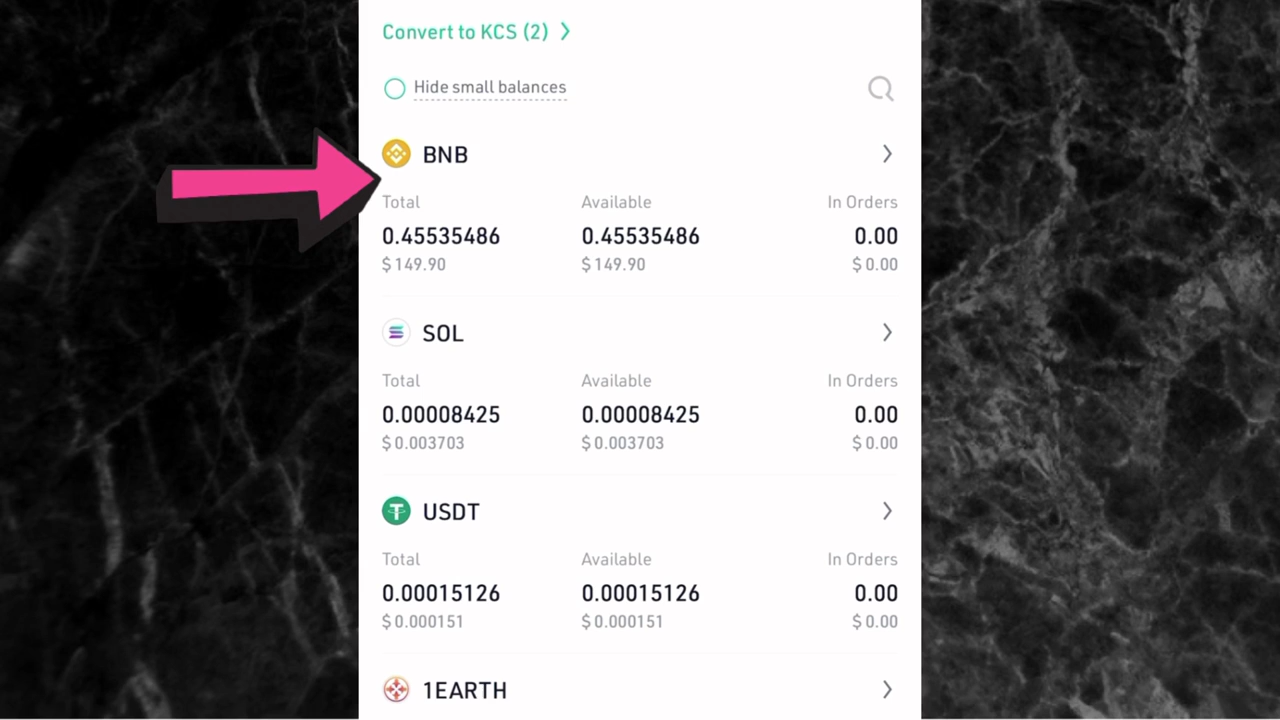 Convert to KCS (2)
Hide small balances
BNB
Total Available In Orders
0.45535486 0.45535486 0.00
$149.90 $149.90 $0.00
SOL
Total Available In Orders
0.00008425 0.00008425 0.00
$0.003703 $0.003703 $0.00
USDT
Total Available In Orders
0.00015126 0.00015126 0.00
$0.000151 $0.000151 $0.00
1EARTH